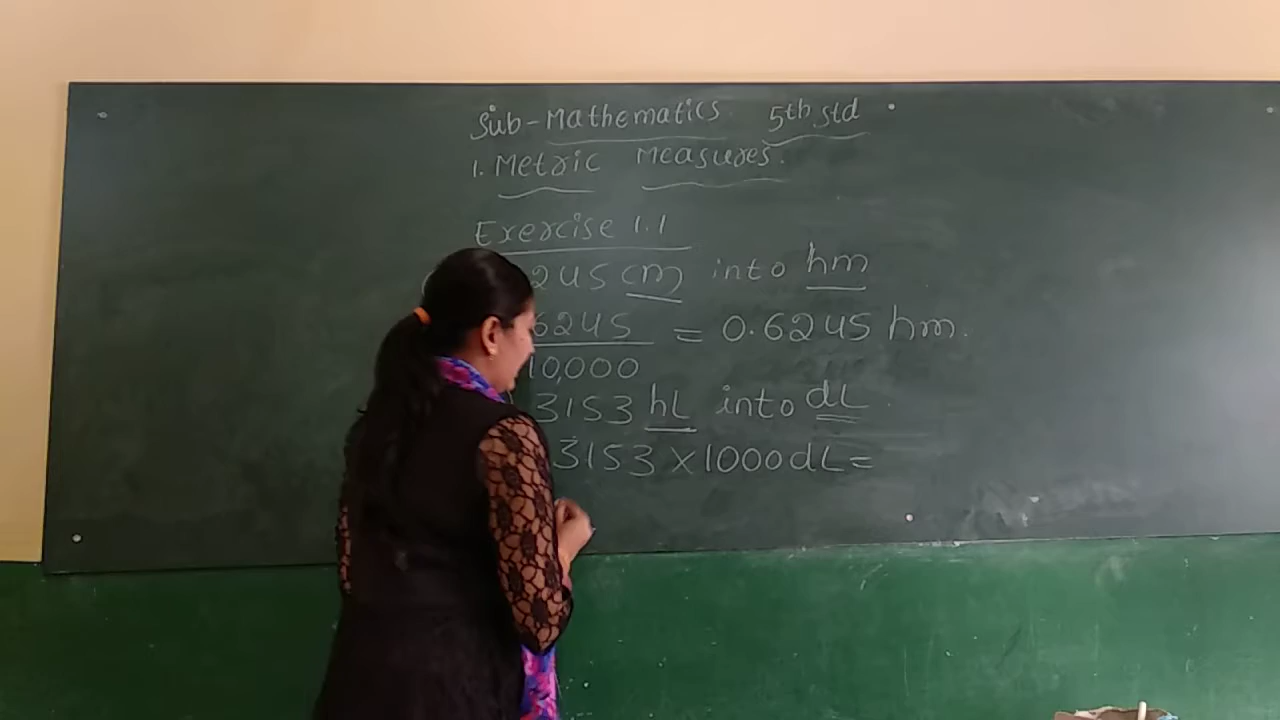 Sub-Mathematics 5th std
1. Metric Measures.
Exercise 1.1
245 cm into hm
6245 = 0.6245 hm.
10,000
3153 hL into dL
3153 × 1000 dL =